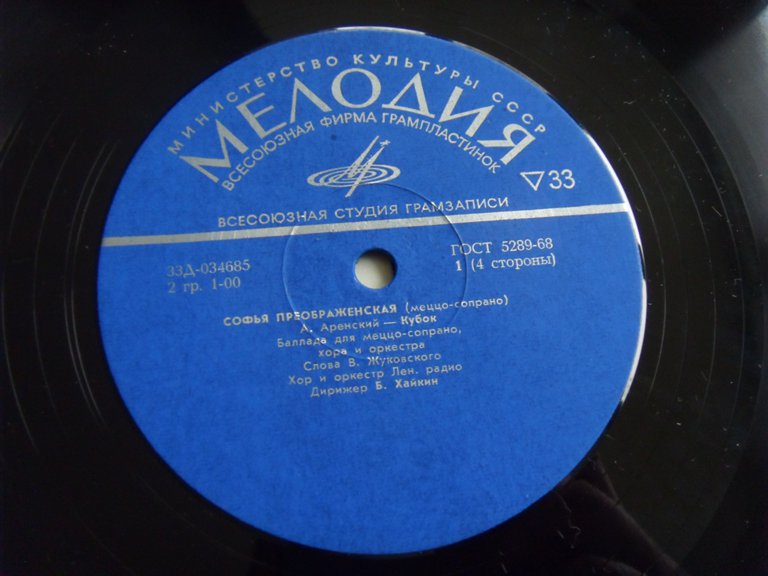 МИНИСТЕРСТВО КУЛЬТУРЫ СССР
МЕЛОДИЯ
ВСЕСОЮЗНАЯ ФИРМА ГРАМПЛАСТИНОК
▽33
ВСЕСОЮЗНАЯ СТУДИЯ ГРАМЗАПИСИ
33Д-034685
2 гр. 1-00
ГОСТ 5289-68
1 (4 стороны)
СОФЬЯ ПРЕОБРАЖЕНСКАЯ (меццо-сопрано)
А. Аренский — Кубок
Баллада для меццо-сопрано,
хора и оркестра
Слова В. Жуковского
Хор и оркестр Лен. радио
Дирижер Б. Хайкин